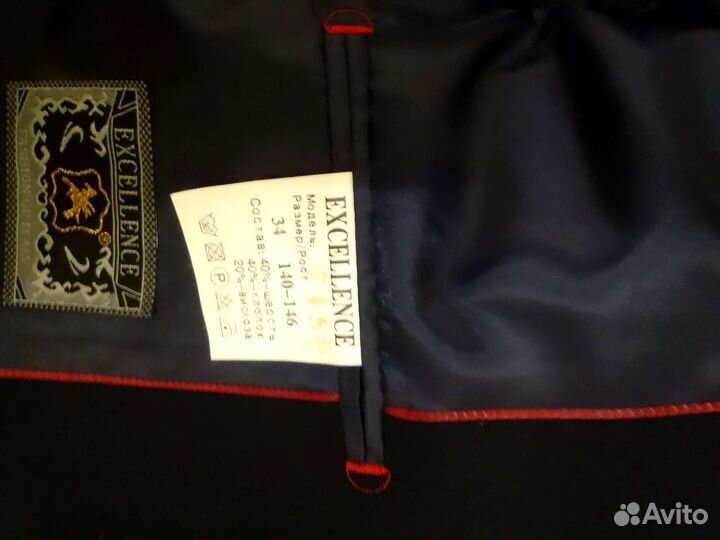 EXCELLENCE
EXCELLENCE
Модель:
Размер/Рост
34 140-146
Состав: 40%-шерсть
40%-хлопок
20%-вискоза
P
Avito